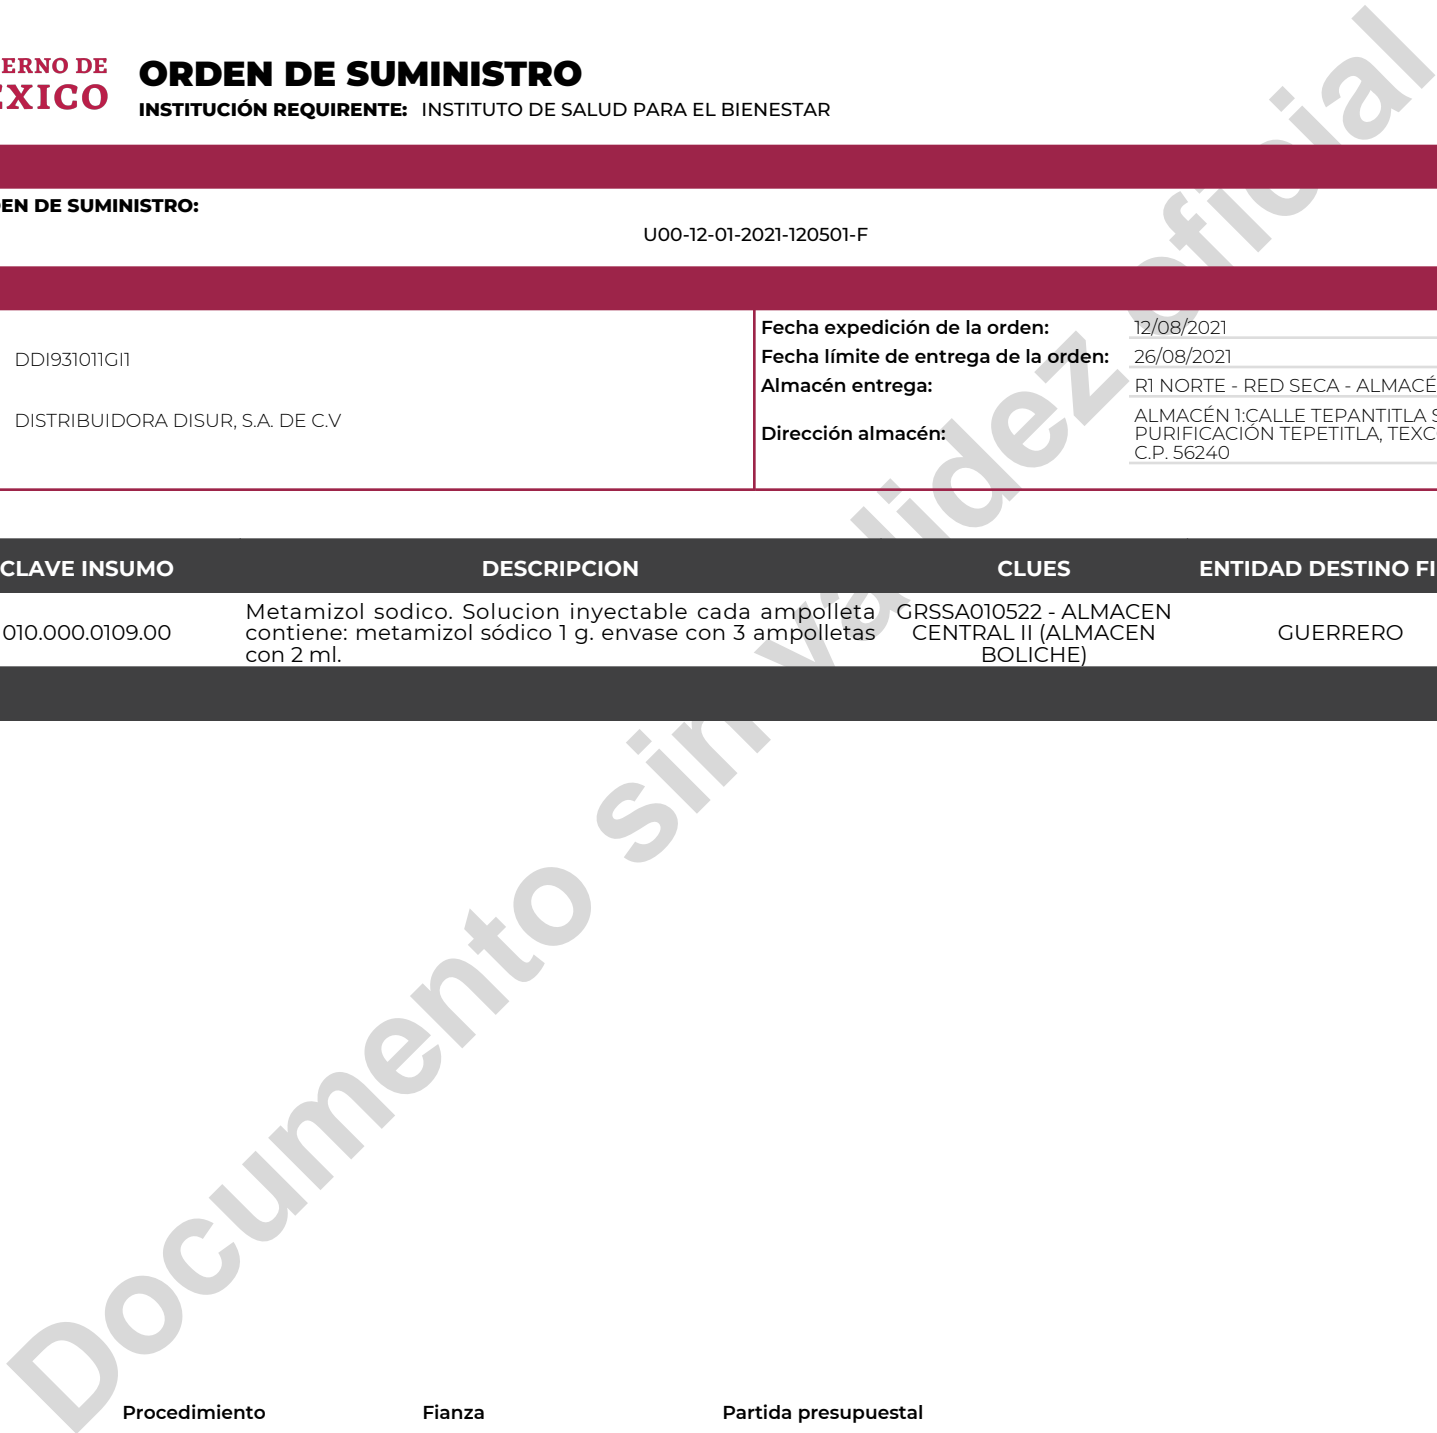 ERNO DE
XICO
ORDEN DE SUMINISTRO
INSTITUCIÓN REQUIRENTE: INSTITUTO DE SALUD PARA EL BIENESTAR
EN DE SUMINISTRO:
U00-12-01-2021-120501-F
DDI931011GI1
DISTRIBUIDORA DISUR, S.A. DE C.V
Fecha expedición de la orden: 12/08/2021
Fecha límite de entrega de la orden: 26/08/2021
Almacén entrega: R1 NORTE - RED SECA - ALMACÉ
Dirección almacén: ALMACÉN 1:CALLE TEPANTITLA S
PURIFICACIÓN TEPETITLA, TEXC
C.P. 56240
CLAVE INSUMO DESCRIPCION CLUES ENTIDAD DESTINO FI
010.000.0109.00
Metamizol sodico. Solucion inyectable cada ampolleta
contiene: metamizol sódico 1 g. envase con 3 ampolletas
con 2 ml.
GRSSA010522 - ALMACEN
CENTRAL II (ALMACEN
BOLICHE)
GUERRERO
Documento sin validez oficial
Procedimiento Fianza Partida presupuestal